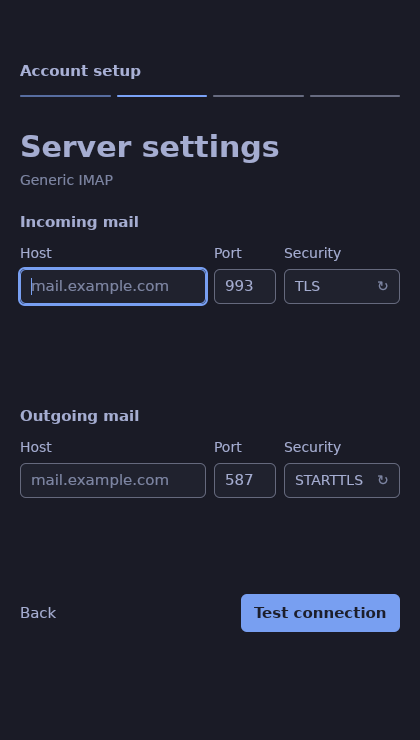 Account setup
Server settings
Generic IMAP
Incoming mail
Host Port Security
mail.example.com 993 TLS ↻
Outgoing mail
Host Port Security
mail.example.com 587 STARTTLS ↻
Back Test connection